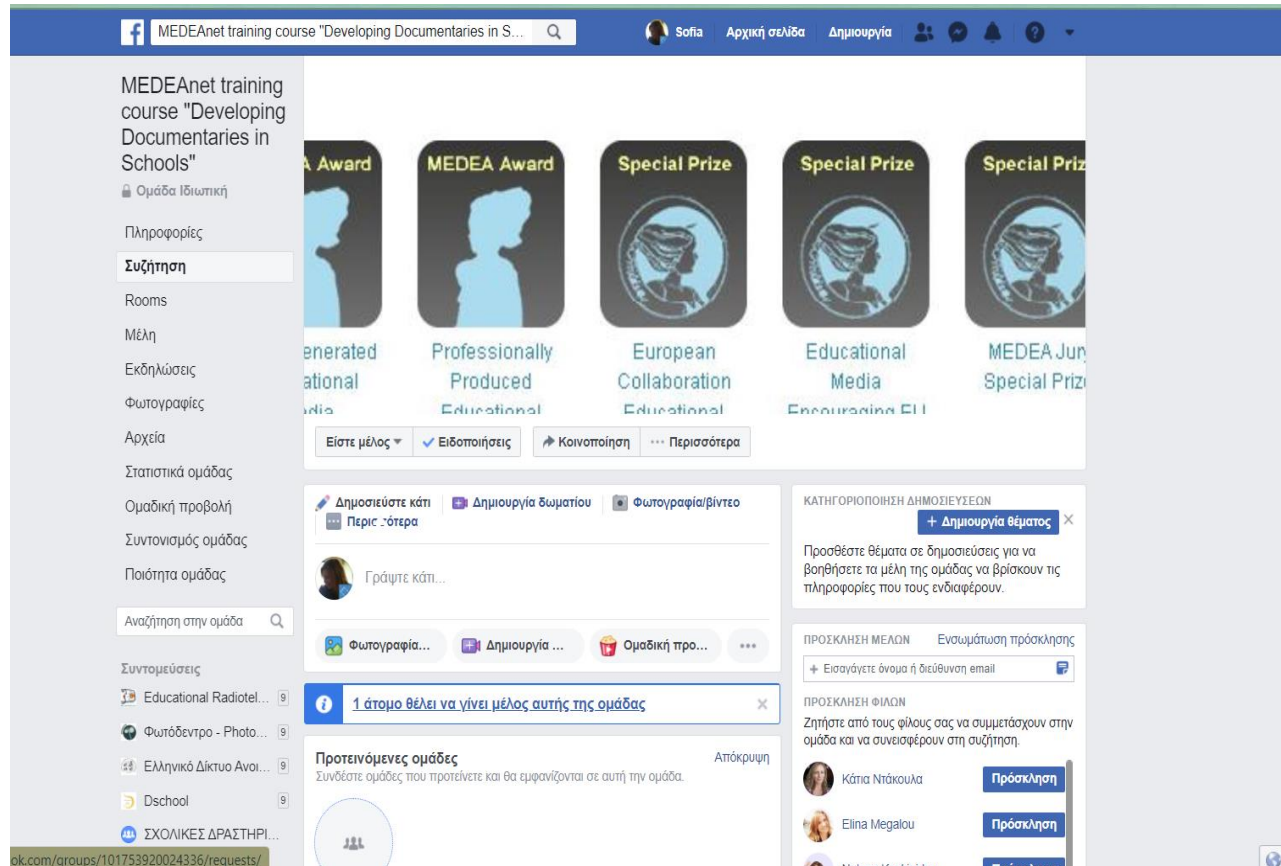 MEDEAnet training course "Developing Documentaries in S...
Sofia Αρχική σελίδα Δημιουργία
MEDEAnet training
course "Developing
Documentaries in
Schools"
Ομάδα Ιδιωτική
Πληροφορίες
Συζήτηση
Rooms
Μέλη
Εκδηλώσεις
Φωτογραφίες
Αρχεία
Στατιστικά ομάδας
Ομαδική προβολή
Συντονισμός ομάδας
Ποιότητα ομάδας
Αναζήτηση στην ομάδα
Συντομεύσεις
Educational Radiotel... 9
Φωτόδεντρο - Photo... 9
Ελληνικό Δίκτυο Ανοι... 9
Dschool 9
ΣΧΟΛΙΚΕΣ ΔΡΑΣΤΗΡΙ...
ok.com/groups/101753920024336/requests/
A Award
enerated
ational
dia
MEDEA Award
Professionally
Produced
Educational
Special Prize
European
Collaboration
Educational
Special Prize
Educational
Media
Encouraging ELL
Special Priz
MEDEA Jury
Special Prize
Είστε μέλος Ειδοποιήσεις Κοινοποίηση Περισσότερα
Δημοσιεύστε κάτι Δημιουργία δωματίου Φωτογραφία/βίντεο
Περισσότερα
Γράψτε κάτι...
Φωτογραφία... Δημιουργία ... Ομαδική προ...
1 άτομο θέλει να γίνει μέλος αυτής της ομάδας
Προτεινόμενες ομάδες Απόκρυψη
Συνδέστε ομάδες που προτείνετε και θα εμφανίζονται σε αυτή την ομάδα.
ΚΑΤΗΓΟΡΙΟΠΟΙΗΣΗ ΔΗΜΟΣΙΕΥΣΕΩΝ
+ Δημιουργία θέματος
Προσθέστε θέματα σε δημοσιεύσεις για να
βοηθήσετε τα μέλη της ομάδας να βρίσκουν τις
πληροφορίες που τους ενδιαφέρουν.
ΠΡΟΣΚΛΗΣΗ ΜΕΛΩΝ Ενσωμάτωση πρόσκλησης
+ Εισαγάγετε όνομα ή διεύθυνση email
ΠΡΟΣΚΛΗΣΗ ΦΙΛΩΝ
Ζητήστε από τους φίλους σας να συμμετάσχουν στην
ομάδα και να συνεισφέρουν στη συζήτηση.
Κάτια Ντάκουλα Πρόσκληση
Elina Megalou Πρόσκληση